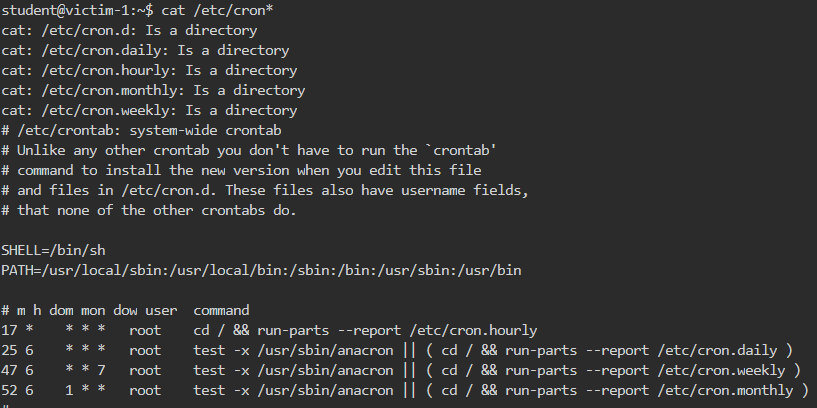 student@victim-1:~$ cat /etc/cron*
cat: /etc/cron.d: Is a directory
cat: /etc/cron.daily: Is a directory
cat: /etc/cron.hourly: Is a directory
cat: /etc/cron.monthly: Is a directory
cat: /etc/cron.weekly: Is a directory
# /etc/crontab: system-wide crontab
# Unlike any other crontab you don't have to run the `crontab'
# command to install the new version when you edit this file
# and files in /etc/cron.d. These files also have username fields,
# that none of the other crontabs do.

SHELL=/bin/sh
PATH=/usr/local/sbin:/usr/local/bin:/sbin:/bin:/usr/sbin:/usr/bin

# m h dom mon dow user  command
17 *    * * *   root    cd / && run-parts --report /etc/cron.hourly
25 6    * * *   root    test -x /usr/sbin/anacron || ( cd / && run-parts --report /etc/cron.daily )
47 6    * * 7   root    test -x /usr/sbin/anacron || ( cd / && run-parts --report /etc/cron.weekly )
52 6    1 * *   root    test -x /usr/sbin/anacron || ( cd / && run-parts --report /etc/cron.monthly )
#